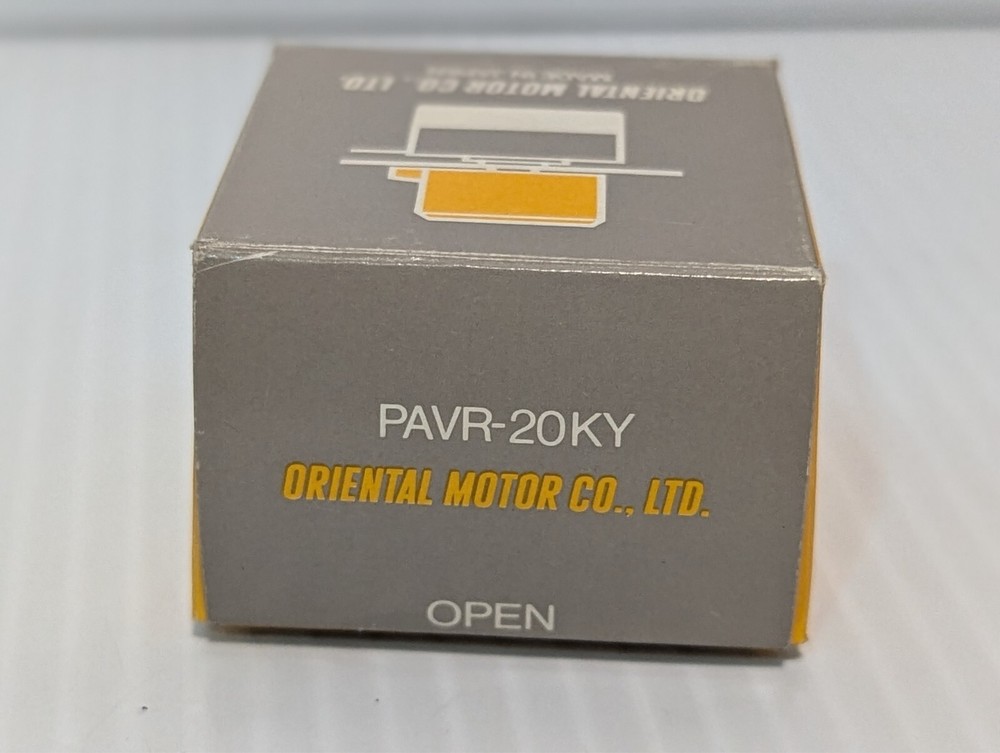 ORIENTAL MOTOR CO., LTD.
PAVR-20KY
ORIENTAL MOTOR CO., LTD.
OPEN